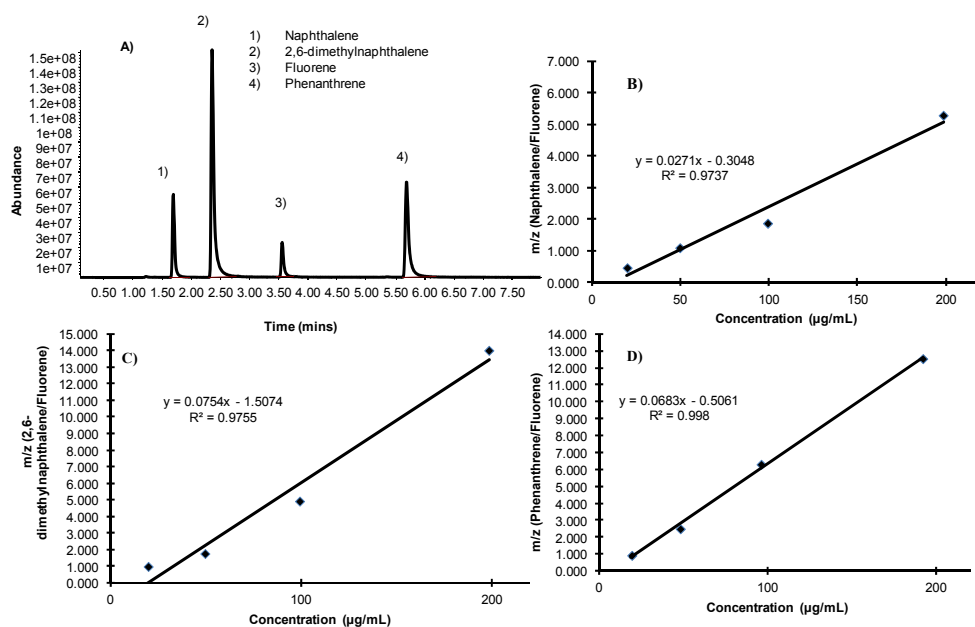 A)
2)
1)
3)
4)
1) Naphthalene
2) 2,6-dimethylnaphthalene
3) Fluorene
4) Phenanthrene
Abundance
1.5e+08
1.4e+08
1.3e+08
1.2e+08
1.1e+08
1e+08
9e+07
8e+07
7e+07
6e+07
5e+07
4e+07
3e+07
2e+07
1e+07
0.50 1.00 1.50 2.00 2.50 3.00 3.50 4.00 4.50 5.00 5.50 6.00 6.50 7.00 7.50
Time (mins)
B)
m/z (Naphthalene/Fluorene)
7.000
6.000
5.000
4.000
3.000
2.000
1.000
0.000
y = 0.0271x - 0.3048
R² = 0.9737
0 50 100 150 200
Concentration (µg/mL)
C)
m/z (2,6-
dimethylnaphthalene/Fluorene)
15.000
14.000
13.000
12.000
11.000
10.000
9.000
8.000
7.000
6.000
5.000
4.000
3.000
2.000
1.000
0.000
y = 0.0754x - 1.5074
R² = 0.9755
0 100 200
Concentration (µg/mL)
D)
m/z (Phenanthrene/Fluorene)
14.000
13.000
12.000
11.000
10.000
9.000
8.000
7.000
6.000
5.000
4.000
3.000
2.000
1.000
0.000
y = 0.0683x - 0.5061
R² = 0.998
0 100 200
Concentration (µg/mL)